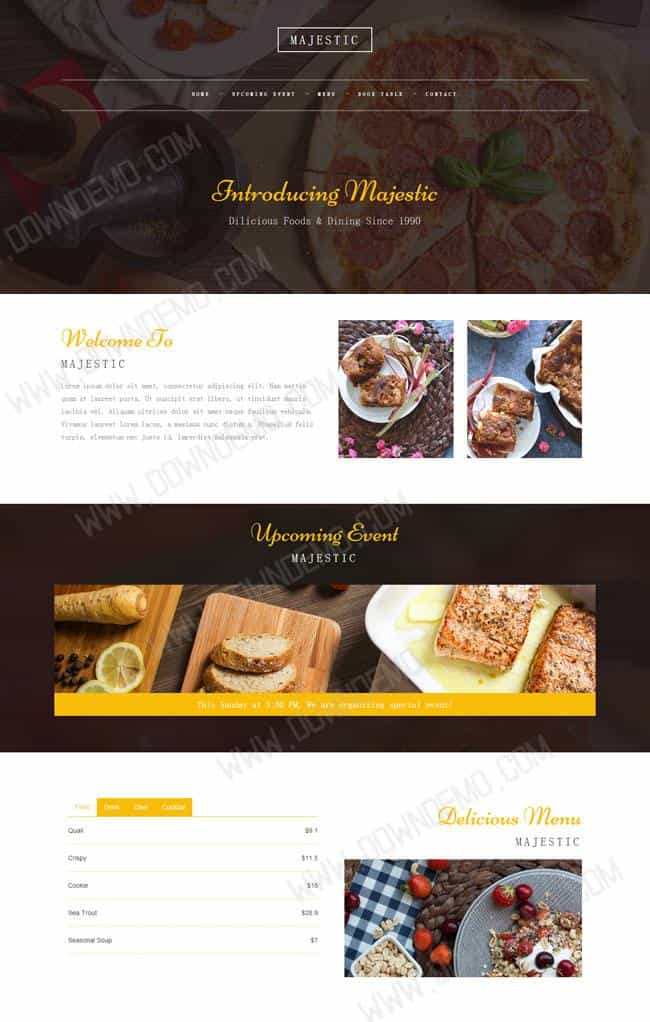 MAJESTIC
HOME - UPCOMING EVENT - MENU - BOOK TABLE - CONTACT
Introducing Majestic
Dilicious Foods & Dining Since 1990
Welcome To
MAJESTIC
Lorem ipsum dolor sit amet, consectetur adipiscing elit. Nam mattis
quam at laoreet porta. Ut suscipit erat libero, ut tincidunt mauris
lacinia vel. Aliquam ultrices dolor sit amet neque faucibus vehicula.
Vivamus laoreet lorem lacus, a maximus nunc dictum a. Phasellus felis
turpis, elementum nec justo id, imperdiet malesuada erat.
Upcoming Event
MAJESTIC
This Sunday at 3:00 PM, We are organizing special event!
Food Drink Diet Cocktail
Delicious Menu
MAJESTIC
Quail $9.1
Crispy $11.5
Cookie $15
Sea Trout $28.9
Seasonal Soup $7
WWW.DOWNDEMO.COM